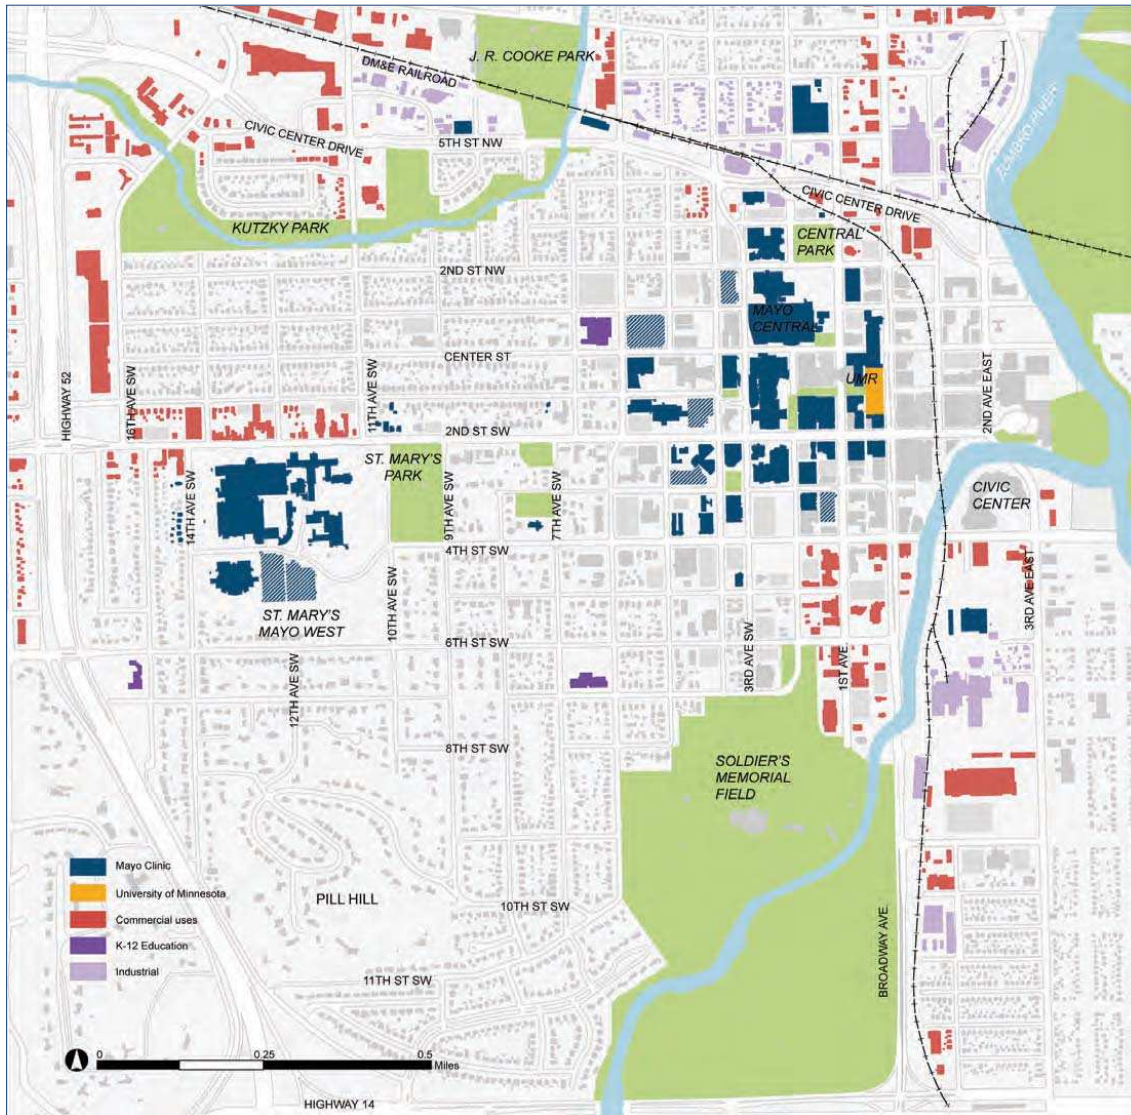 J. R. COOKE PARK
DM&E RAILROAD
CIVIC CENTER DRIVE
5TH ST NW
ZUMBRO RIVER
CIVIC CENTER DRIVE
KUTZKY PARK
CENTRAL
PARK
2ND ST NW
MAYO
CENTRAL
CENTER ST
HIGHWAY 52
16TH AVE SW
11TH AVE SW
UMR
2ND AVE EAST
2ND ST SW
14TH AVE SW
ST. MARY'S
PARK
9TH AVE SW
7TH AVE SW
CIVIC
CENTER
4TH ST SW
10TH AVE SW
ST. MARY'S
MAYO WEST
3RD AVE EAST
6TH ST SW
12TH AVE SW
3RD AVE SW
1ST AVE.
8TH ST SW
SOLDIER'S
MEMORIAL
FIELD
Mayo Clinic
University of Minnesota
Commercial uses
K-12 Education
Industrial
PILL HILL
10TH ST SW
BROADWAY AVE.
11TH ST SW
0 0.25 0.5
Miles
HIGHWAY 14